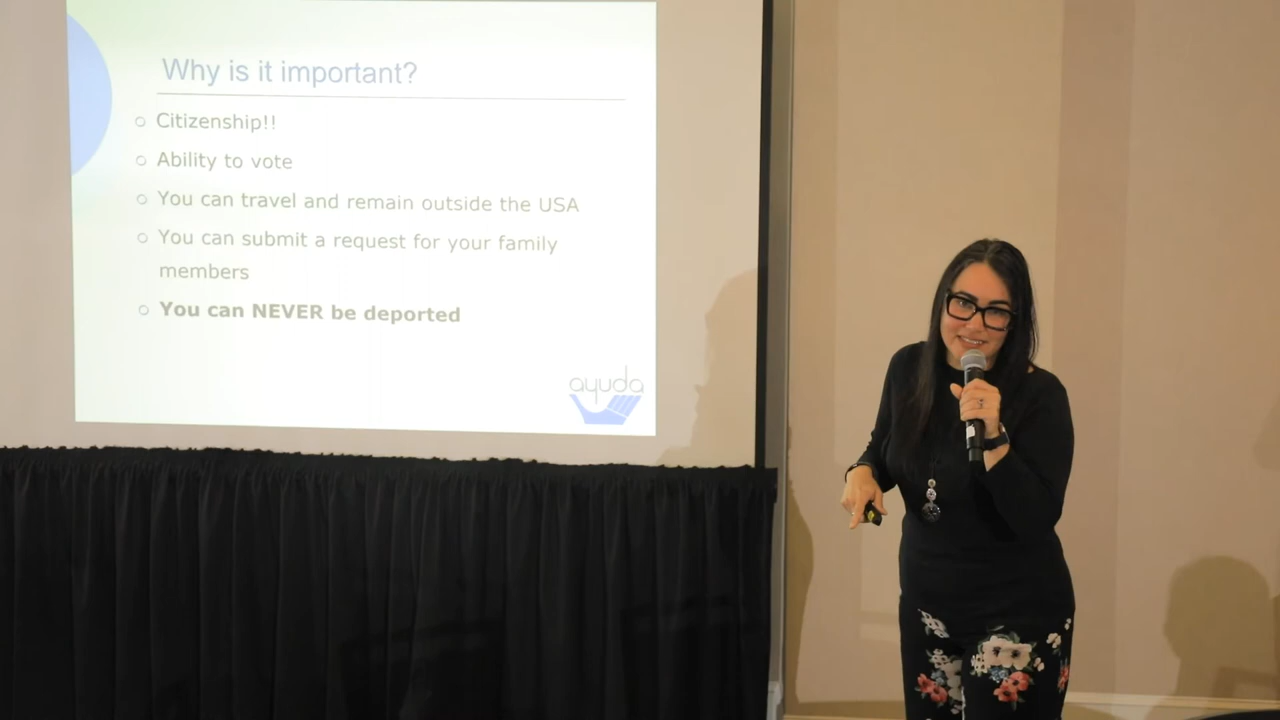 Why is it important?
Citizenship!!
Ability to vote
You can travel and remain outside the USA
You can submit a request for your family
members
You can NEVER be deported
ayuda